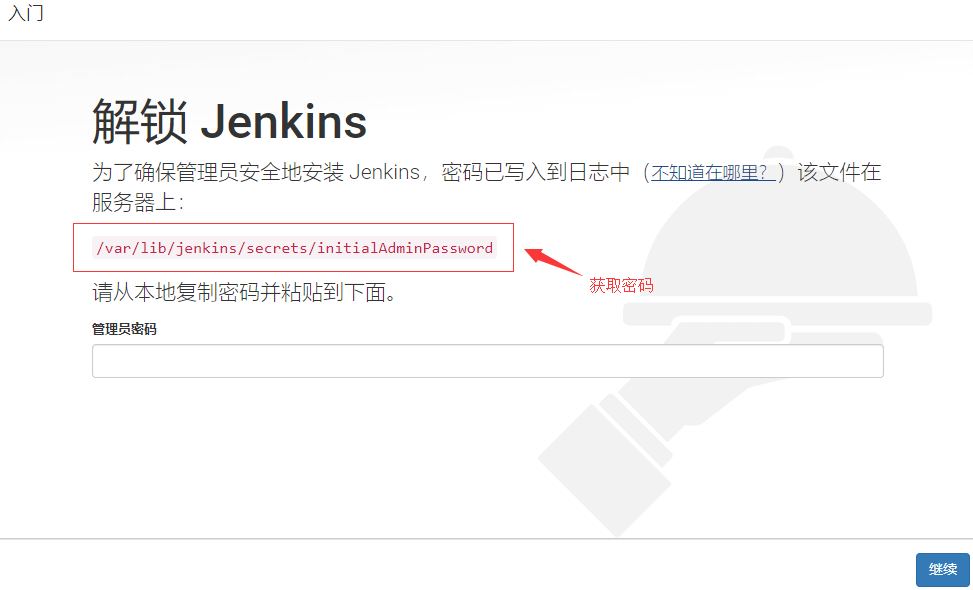 入门
解锁 Jenkins
为了确保管理员安全地安装 Jenkins，密码已写入到日志中（不知道在哪里？）该文件在
服务器上：
/var/lib/jenkins/secrets/initialAdminPassword
获取密码
请从本地复制密码并粘贴到下面。
管理员密码
继续